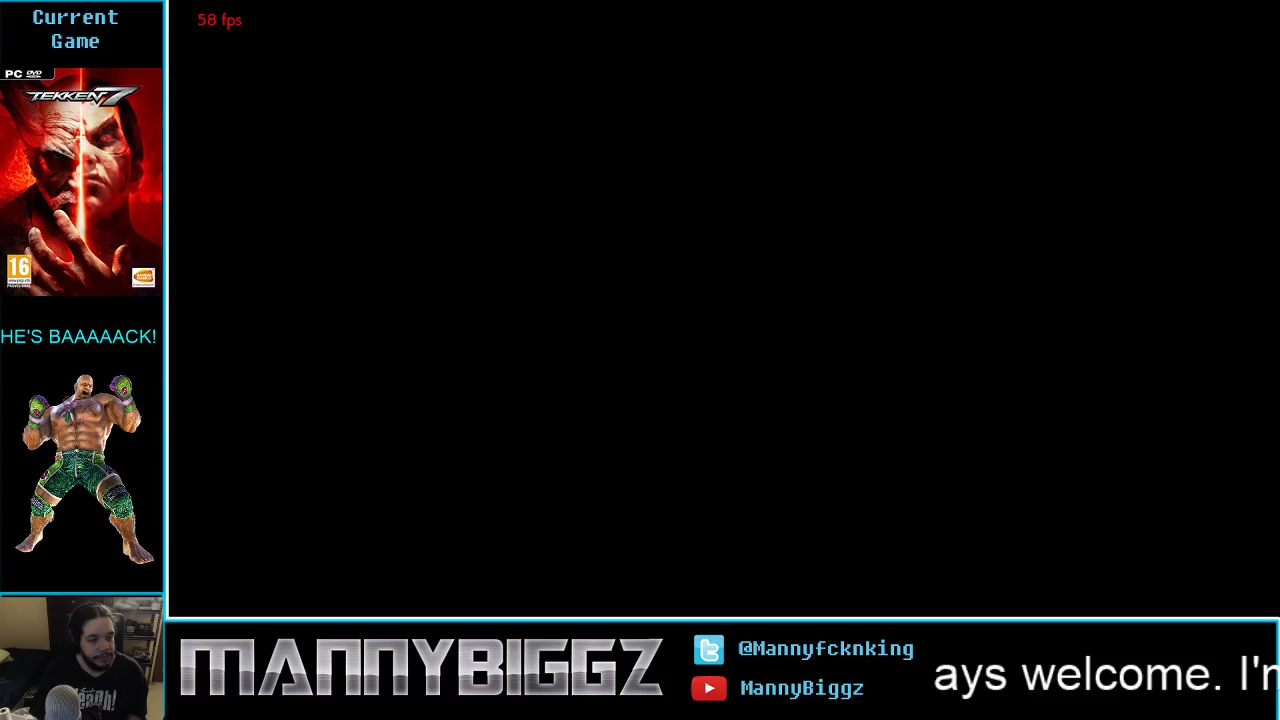 Current
Game
58 fps
PC DVD
TEKKEN 7
16
HE'S BAAAAACK!
MANNYBIGGZ
@Mannyfcknking
MannyBiggz
ays welcome. I'm